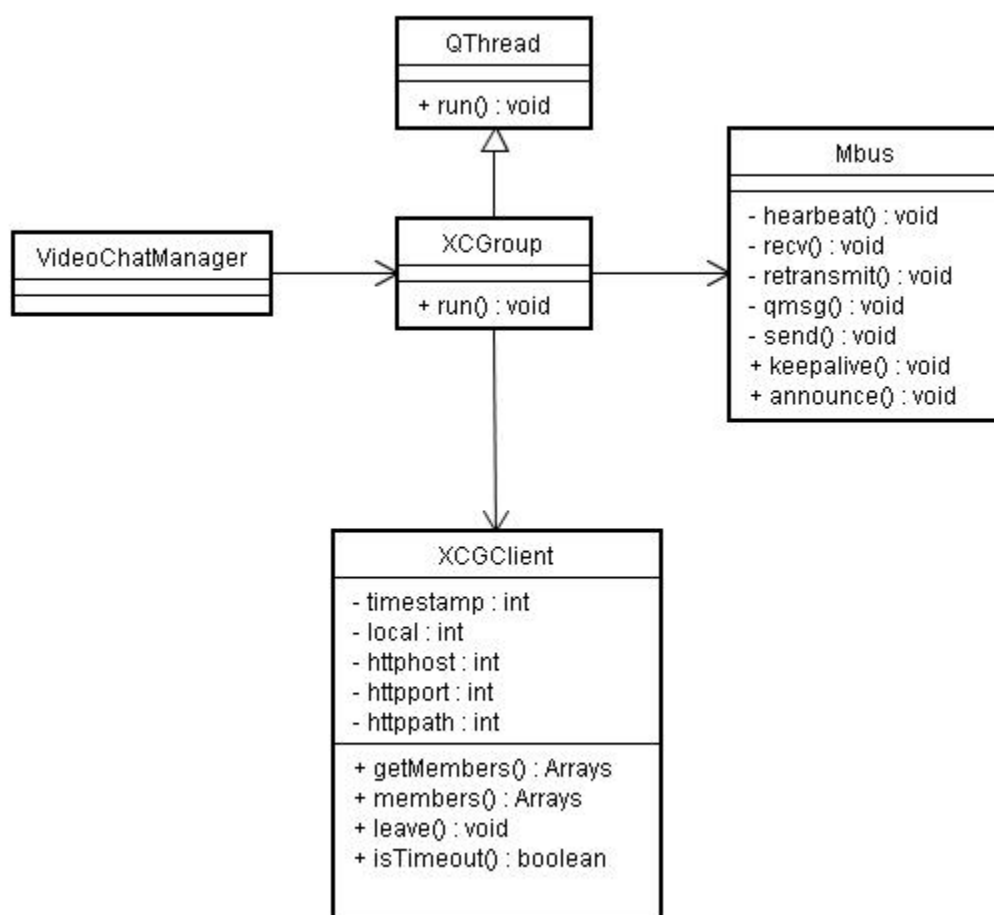 QThread
+ run() : void
Mbus
- hearbeat() : void
- recv() : void
- retransmit() : void
- qmsg() : void
- send() : void
+ keepalive() : void
+ announce() : void
VideoChatManager
XCGroup
+ run() : void
XCGClient
- timestamp : int
- local : int
- httphost : int
- httpport : int
- httppath : int
+ getMembers() : Arrays
+ members() : Arrays
+ leave() : void
+ isTimeout() : boolean